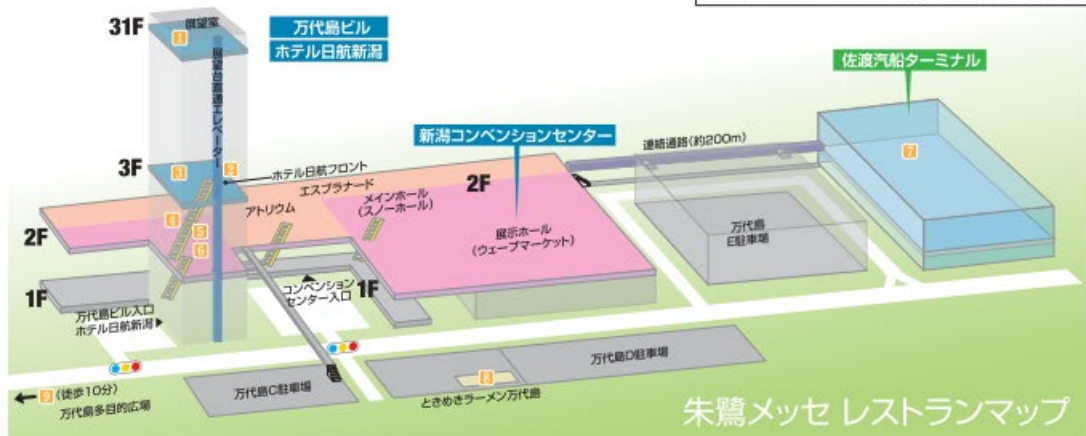 31F
展望室
1
万代島ビル
ホテル日航新潟
展望台直通エレベーター
佐渡汽船ターミナル
新潟コンベンションセンター
連絡通路(約200m)
7
3F
3
2
ホテル日航フロント
エスプラナード
アトリウム
メインホール
(スノーホール)
2F
展示ホール
(ウェーブマーケット)
万代島
E駐車場
2F
4
5
6
1F
コンベンション
センター入口
1F
万代島ビル入口
ホテル日航新潟
万代島C駐車場
8
ときめきラーメン万代島
万代島D駐車場
9 (徒歩10分)
万代島多目的広場
朱鷺メッセ レストランマップ